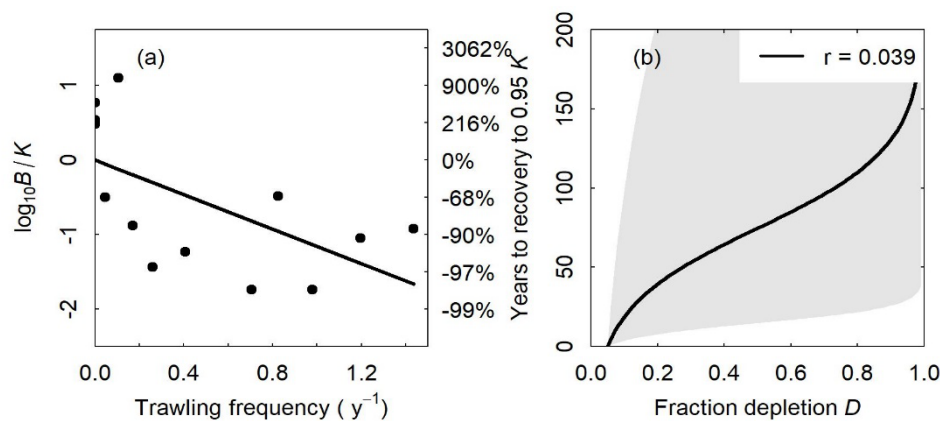 (a)
log10B/K
1
0
-1
-2
3062%
900%
216%
0%
-68%
-90%
-97%
-99%
0.0 0.4 0.8 1.2
Trawling frequency ( y⁻¹)
(b)
r = 0.039
Years to recovery to 0.95 K
200
150
100
50
0
0.0 0.2 0.4 0.6 0.8 1.0
Fraction depletion D